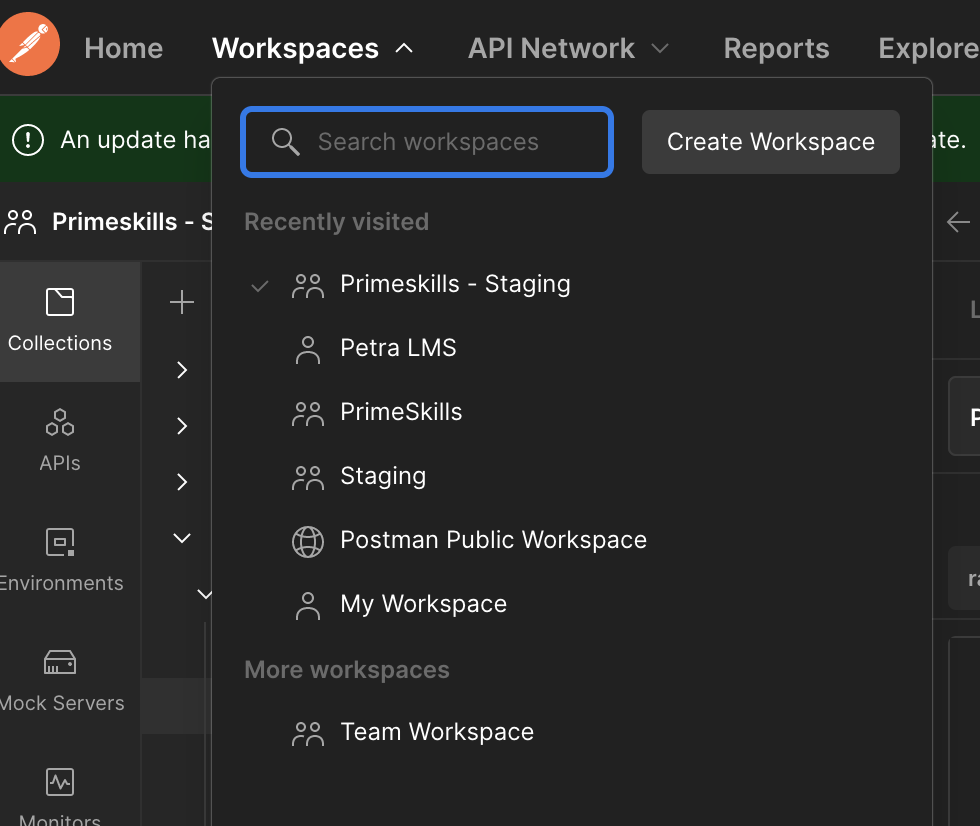 Home Workspaces API Network Reports Explore
An update ha
Search workspaces
Create Workspace
ate.
Primeskills - S
Recently visited
Primeskills - Staging
Petra LMS
PrimeSkills
Staging
Postman Public Workspace
My Workspace
More workspaces
Team Workspace
Collections
APIs
Environments
Mock Servers
Monitors